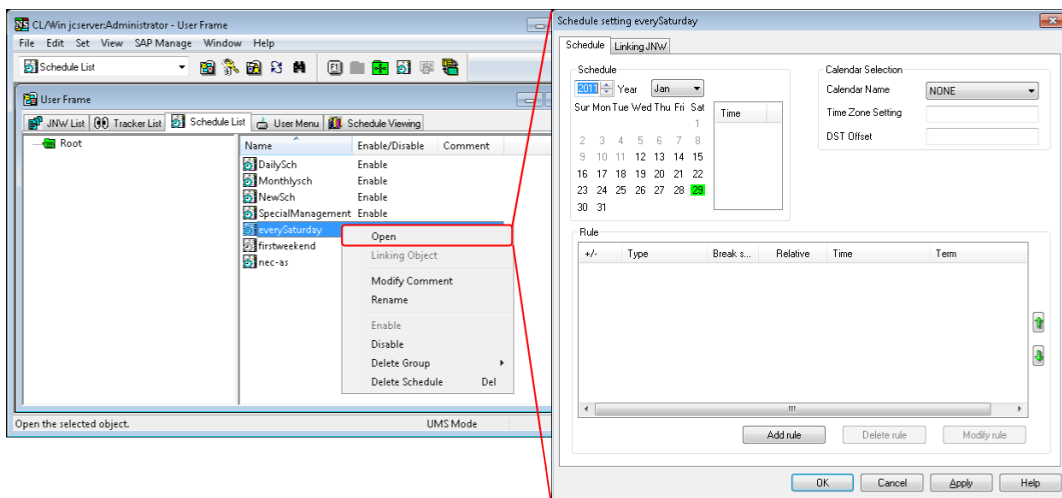 CL/Win jcserver:Administrator - User Frame
File Edit Set View SAP Manage Window Help
Schedule List
User Frame
JNW List Tracker List Schedule List User Menu Schedule Viewing
Root
Name Enable/Disable Comment
DailySch Enable
Monthlysch Enable
NewSch Enable
SpecialManagement Enable
everySaturday
firstweekend
nec-as
Open
Linking Object
Modify Comment
Rename
Enable
Disable
Delete Group
Delete Schedule Del
Open the selected object.
UMS Mode
Schedule setting everySaturday
Schedule Linking JNW
Schedule
2011 Year Jan
Sun Mon Tue Wed Thu Fri Sat
1
2 3 4 5 6 7 8
9 10 11 12 13 14 15
16 17 18 19 20 21 22
23 24 25 26 27 28 29
30 31
Time
Calendar Selection
Calendar Name NONE
Time Zone Setting
DST Offset
Rule
+/- Type Break s... Relative Time Term
Add rule Delete rule Modify rule
OK Cancel Apply Help